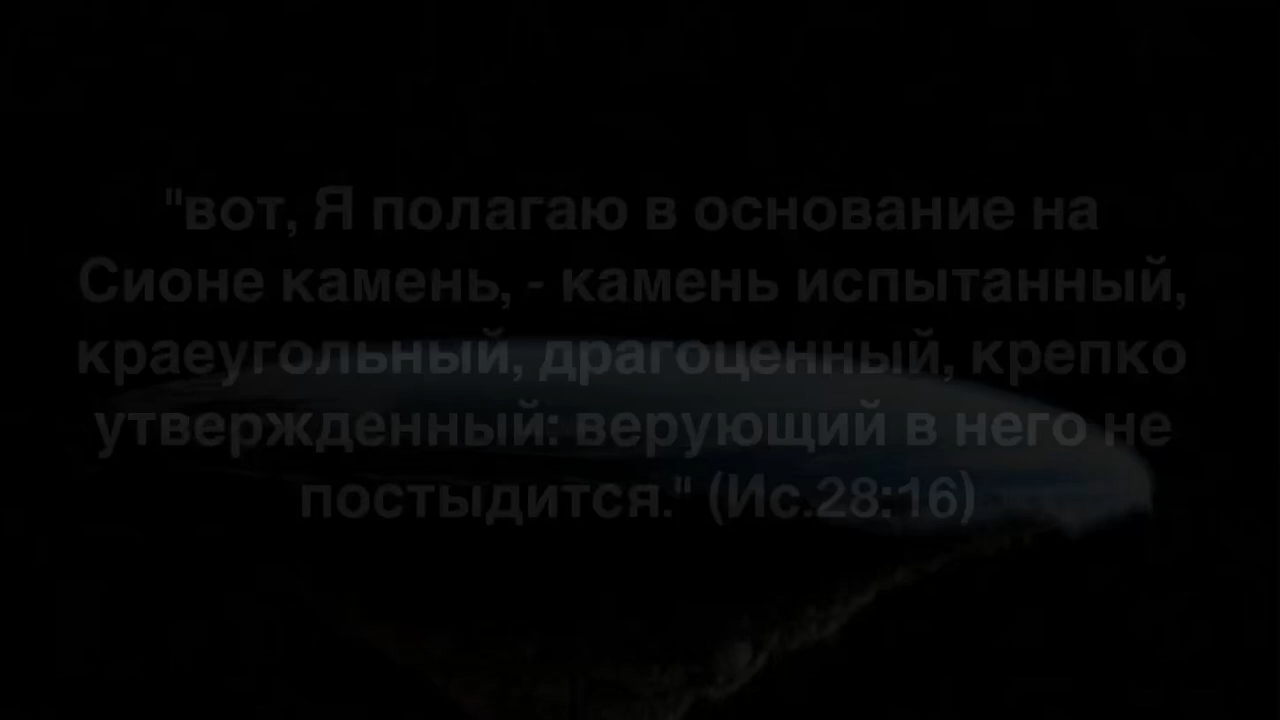 "вот, Я полагаю в основание на
Сионе камень, - камень испытанный,
краеугольный, драгоценный, крепко
утвержденный: верующий в него не
постыдится." (Ис.28:16)